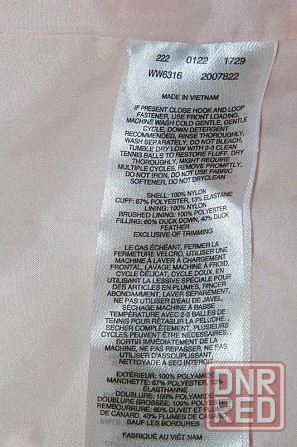 222 0122 1729
WW6316 2007822
MADE IN VIETNAM
IF PRESENT CLOSE HOOK AND LOOP
FASTENER, USE FRONT LOADING
MACHINE WASH COLD GENTLE, GENTLE
CYCLE, DOWN DETERGENT
RECOMMENDED, RINSE THOROUGHLY,
WASH SEPARATELY, DO NOT BLEACH,
TUMBLE DRY LOW WITH 2-3 CLEAN
TENNIS BALLS TO RESTORE FLUFF, DRY
THOROUGHLY, MIGHT REQUIRE
MULTIPLE CYCLES, REMOVE PROMPTLY,
DO NOT IRON, DO NOT USE FABRIC
SOFTENER, DO NOT DRYCLEAN
SHELL: 100% NYLON
CUFF: 87% POLYESTER, 13% ELASTANE
LINING: 100% NYLON
BRUSHED LINING: 100% POLYESTER
FILLING: 60% DUCK DOWN, 40% DUCK
FEATHER
EXCLUSIVE OF TRIMMING
LE CAS ÉCHÉANT, FERMER LA
FERMETURE VELCRO, UTILISER UNE
MACHINE À LAVER À CHARGEMENT
FRONTAL, LAVAGE MACHINE À FROID,
CYCLE DÉLICAT, CYCLE DOUX, EN
UTILISANT LA LESSIVE SPÉCIALE POUR
DES ARTICLES EN PLUMES, RINCER
ABONDAMMENT, LAVER SÉPAREMENT,
NE PAS UTILISER D'EAU DE JAVEL,
SÉCHAGE MACHINE À BASSE
TEMPÉRATURE AVEC 2-3 BALLES DE
TENNIS POUR RÉTABLIR LA PELUCHE,
SÉCHER COMPLÈTEMENT, PLUSIEURS
CYCLES PEUVENT ÊTRE NÉCESSAIRES,
SORTIR IMMÉDIATEMENT DE LA
MACHINE, NE PAS REPASSER, NE PAS
UTILISER D'ASSOUPLISSANT,
NETTOYAGE À SEC INTERDIT
EXTÉRIEUR: 100% POLYAMIDE
MANCHETTE: 87% POLYESTER, 13%
ÉLASTHANNE
DOUBLURE: 100% POLYAMIDE
DOUBLURE 100% POLYESTER
REMBOURRURE: 60% DUVET ET PLUMES
DE CANARD, 40% PLUMES DE CANARD
FABRIQUÉ AU VIÊT NAM
DNR
RED